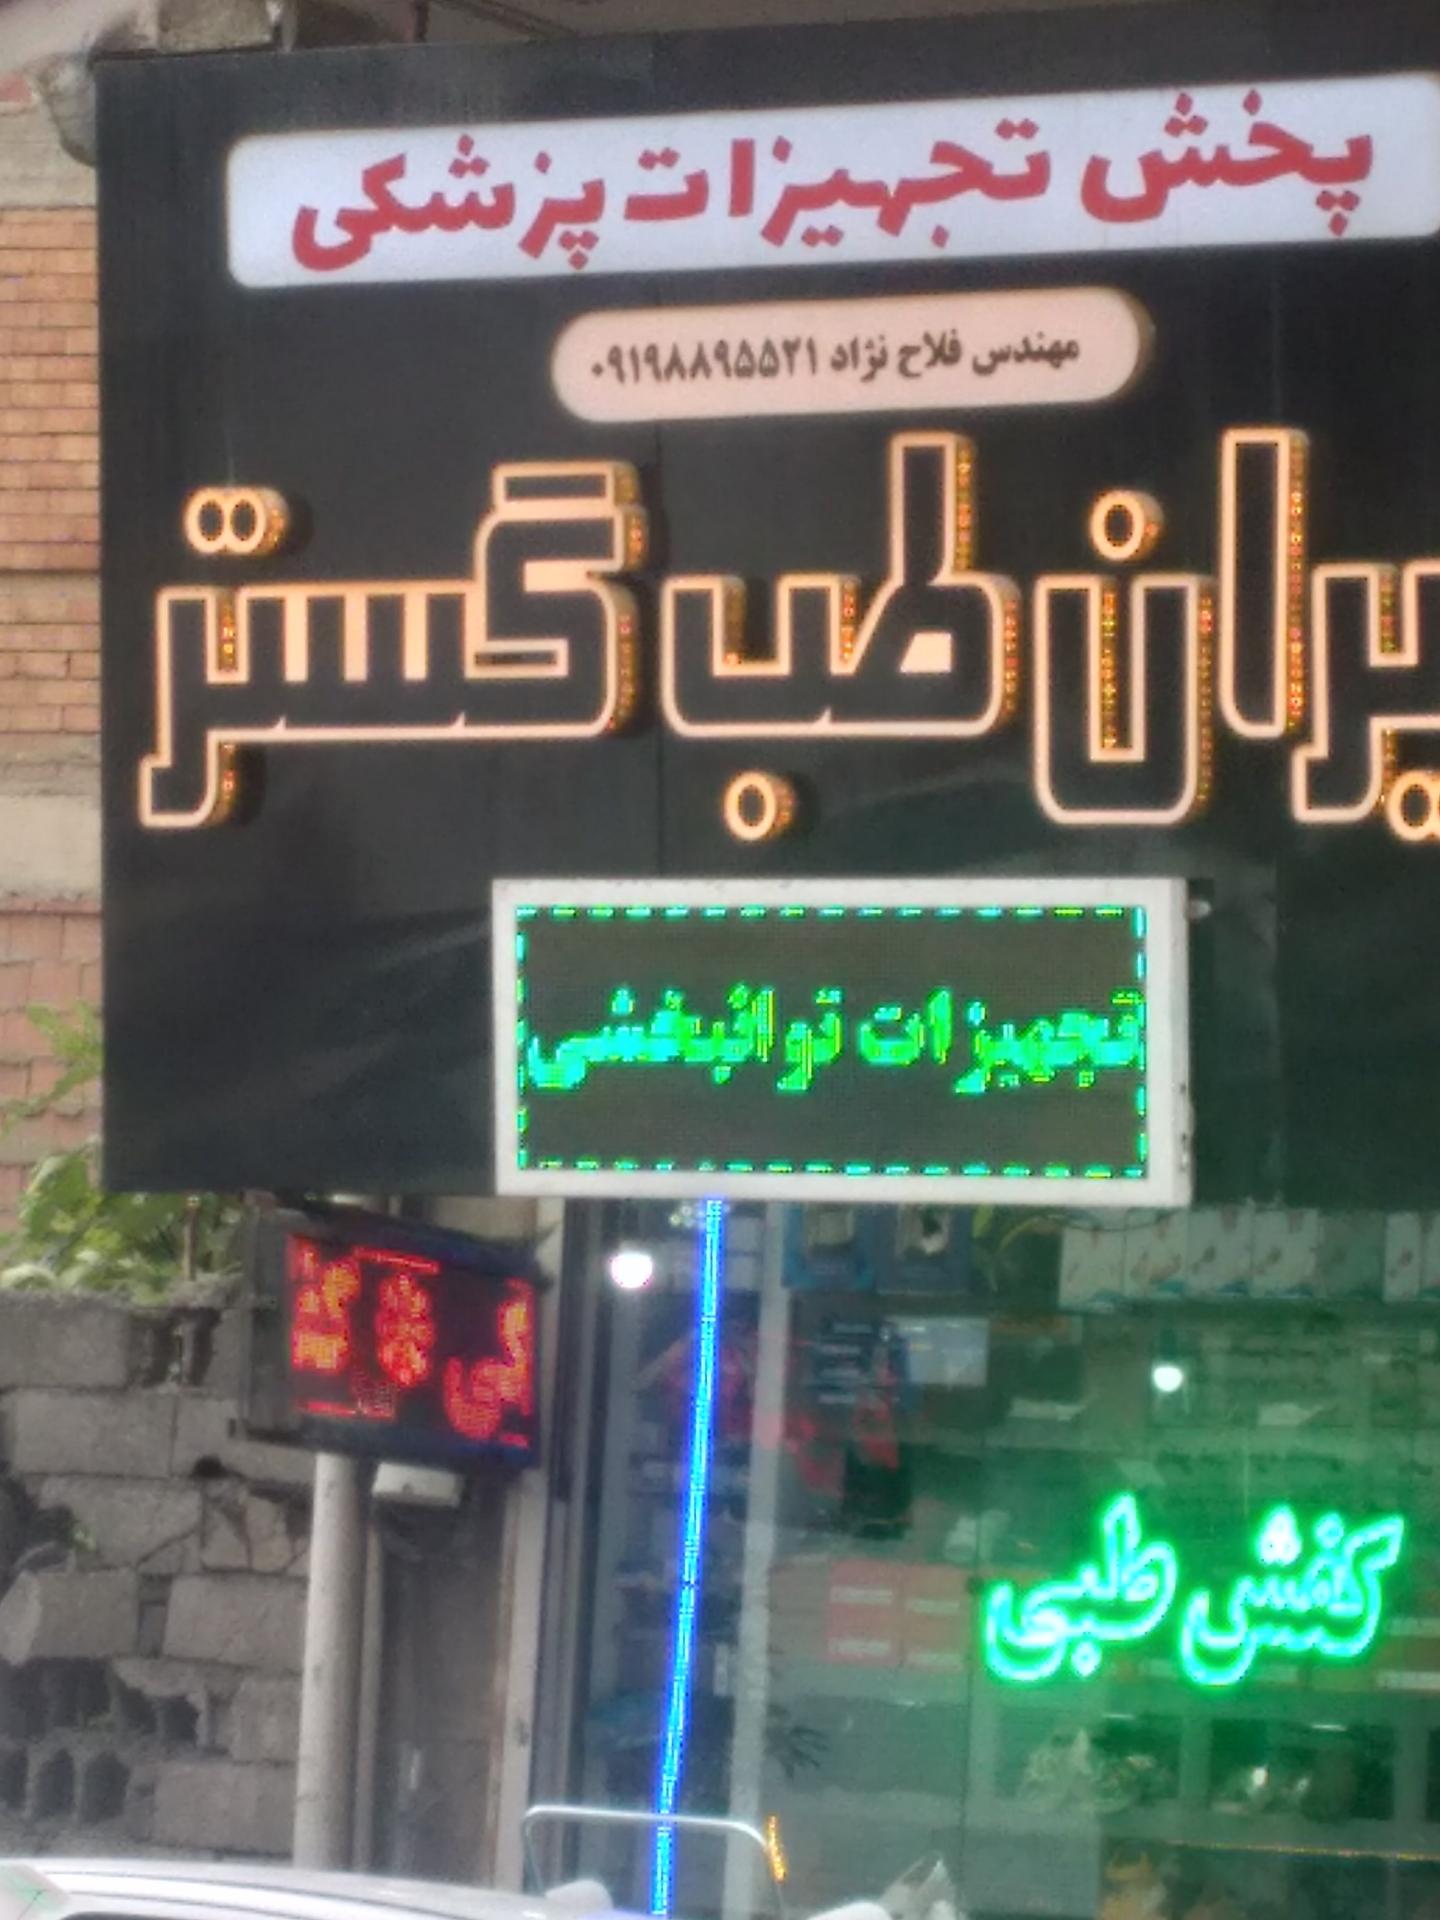 پخش تجهیزات پزشکی
مهندس فلاح نژاد ۰۹۱۹۸۸۹۵۵۲۱
یران طب گستر
تجهیزات توانبخشی
کفش طبی